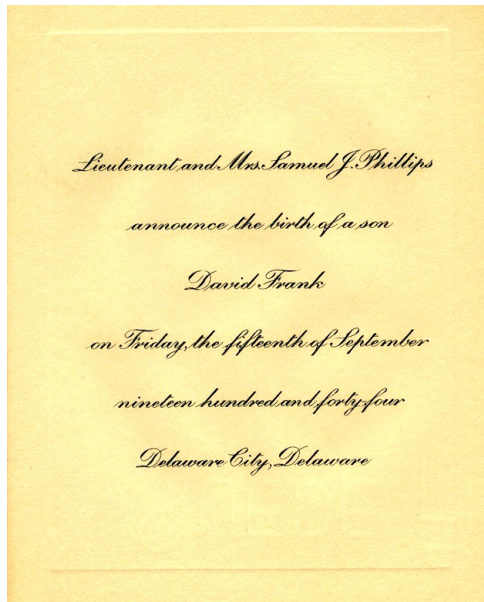 Lieutenant and Mrs. Samuel J. Phillips
announce the birth of a son
David Frank
on Friday, the fifteenth of September
nineteen hundred and forty-four
Delaware City, Delaware